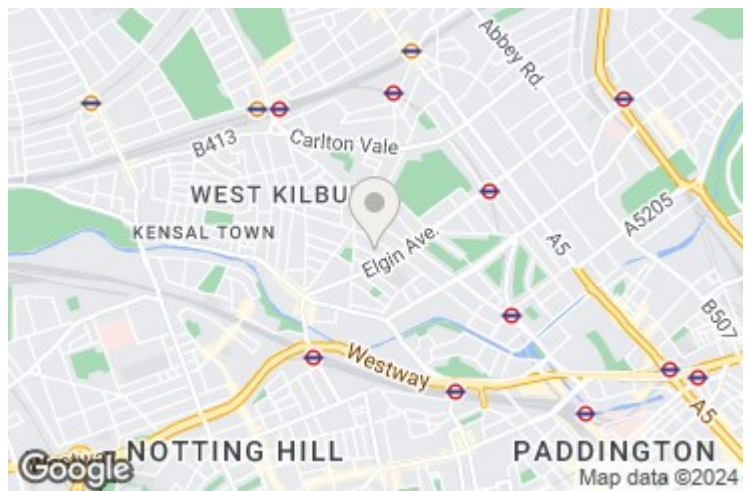 Abbey Rd.
Carlton Vale
B413
WEST KILBU
A5205
KENSAL TOWN
Elgin Ave.
A5
B507
Westway
A5
NOTTING HILL
PADDINGTON
Google
Map data ©2024